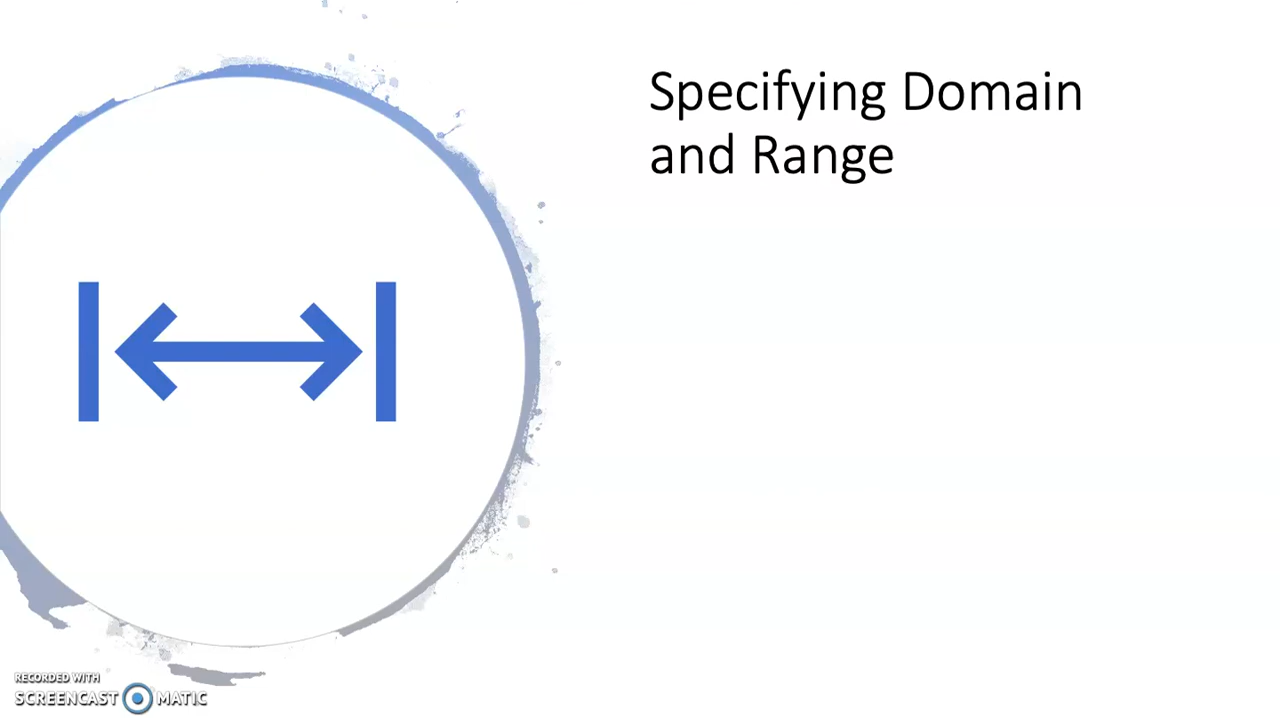 Specifying Domain
and Range
RECORDED WITH
SCREENCAST MATIC